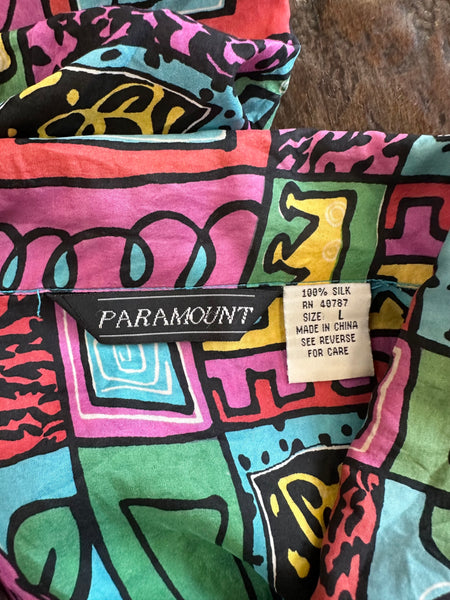 PARAMOUNT
100% SILK
RN 40787
SIZE: L
MADE IN CHINA
SEE REVERSE
FOR CARE